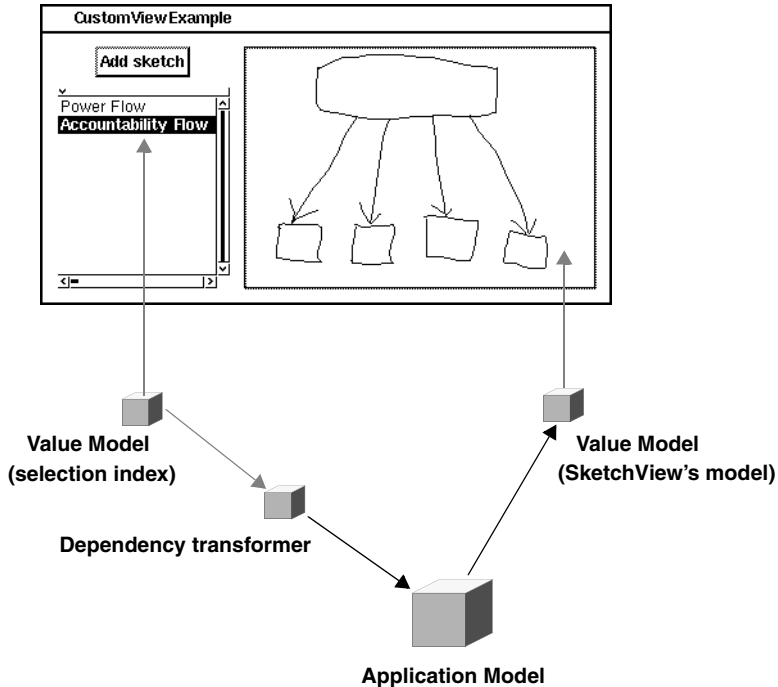 CustomViewExample
Add sketch
Power Flow
Accountability Flow
Value Model
(selection index)
Value Model
(SketchView's model)
Dependency transformer
Application Model